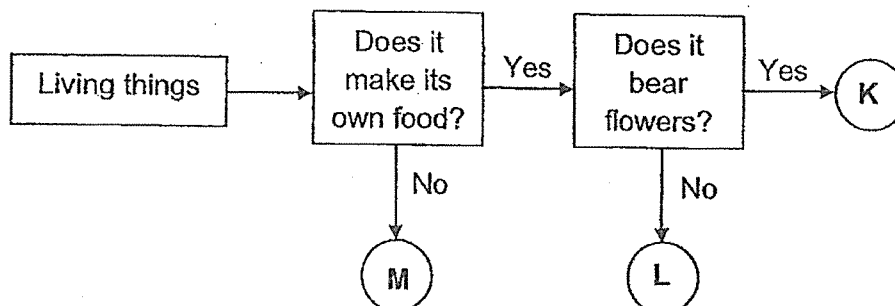 Living things
Does it
make its
own food?
Yes
Does it
bear
flowers?
Yes
K
No
No
M
L